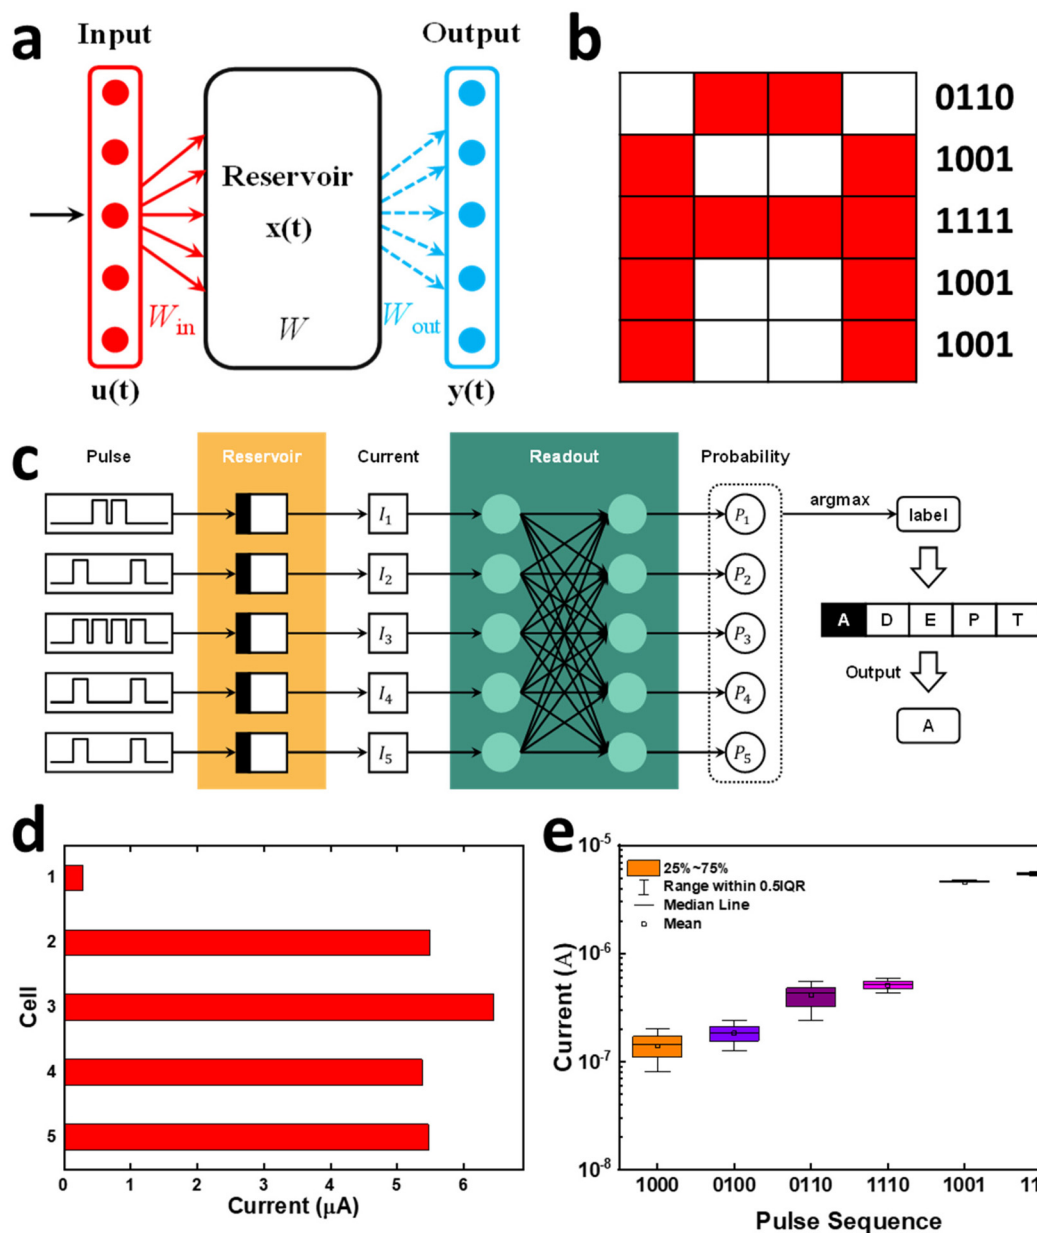 a
Input
Output
Reservoir
x(t)
W
W in
W out
u(t)
y(t)
b
0110
1001
1111
1001
1001
c
Pulse
Reservoir
Current
Readout
Probability
I1
I2
I3
I4
I5
P1
P2
P3
P4
P5
argmax
label
A D E P T
Output
A
d
Cell
1
2
3
4
5
0 1 2 3 4 5 6
Current (μA)
e
Current (A)
10-5
10-6
10-7
10-8
25%~75%
Range within 0.5IQR
Median Line
Mean
1000 0100 0110 1110 1001
Pulse Sequence